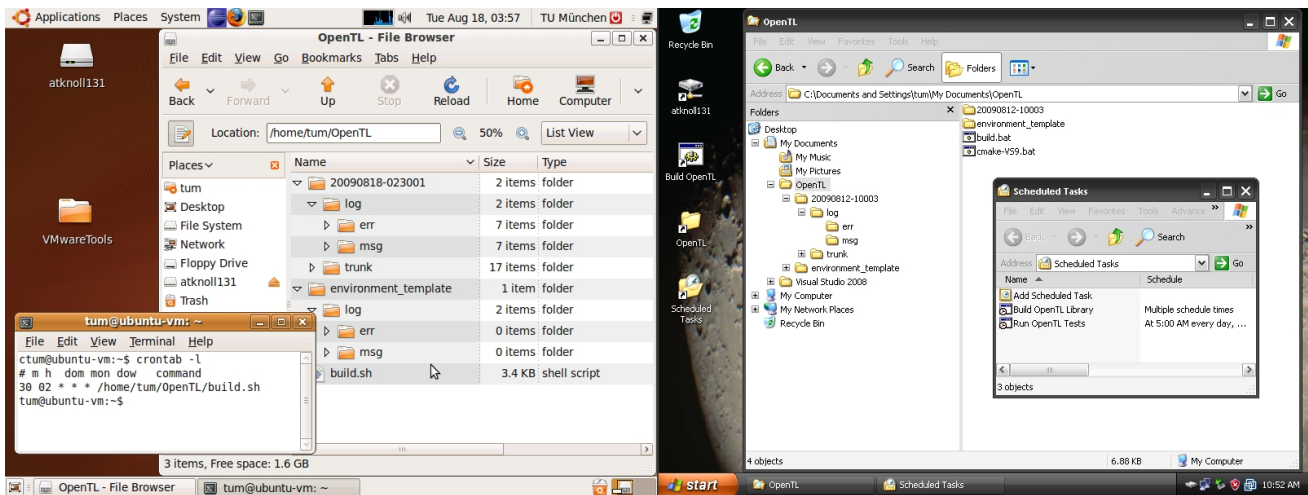 Applications Places System Tue Aug 18, 03:57 TU München
atknoll131
VMwareTools
OpenTL - File Browser
File Edit View Go Bookmarks Tabs Help
Back Forward Up Stop Reload Home Computer
Location: /home/tum/OpenTL 50% List View
Places
tum
Desktop
File System
Network
Floppy Drive
atknoll131
Trash
Name Size Type
20090818-023001 2 items folder
log 2 items folder
err 7 items folder
msg 7 items folder
trunk 17 items folder
environment_template 1 item folder
log 2 items folder
err 0 items folder
msg 0 items folder
build.sh 3.4 KB shell script
3 items, Free space: 1.6 GB
tum@ubuntu-vm: ~
File Edit View Terminal Help
ctum@ubuntu-vm:~$ crontab -l
# m h dom mon dow command
30 02 * * * /home/tum/OpenTL/build.sh
tum@ubuntu-vm:~$
OpenTL - File Browser tum@ubuntu-vm: ~
Recycle Bin
atknoll131
Build OpenTL
OpenTL
Scheduled
Tasks
OpenTL
File Edit View Favorites Tools Help
Back Search Folders
Address C:\Documents and Settings\tum\My Documents\OpenTL Go
Folders
Desktop
My Documents
My Music
My Pictures
OpenTL
20090812-10003
log
err
msg
trunk
environment_template
Visual Studio 2008
My Computer
My Network Places
Recycle Bin
20090812-10003
environment_template
build.bat
cmake-VS9.bat
Scheduled Tasks
File Edit View Favorites Tools Advance »
Back Search »
Address Scheduled Tasks Go
Name Schedule
Add Scheduled Task
Build OpenTL Library Multiple schedule times
Run OpenTL Tests At 5:00 AM every day, ...
3 objects
4 objects 6.88 KB My Computer
start OpenTL Scheduled Tasks 10:52 AM